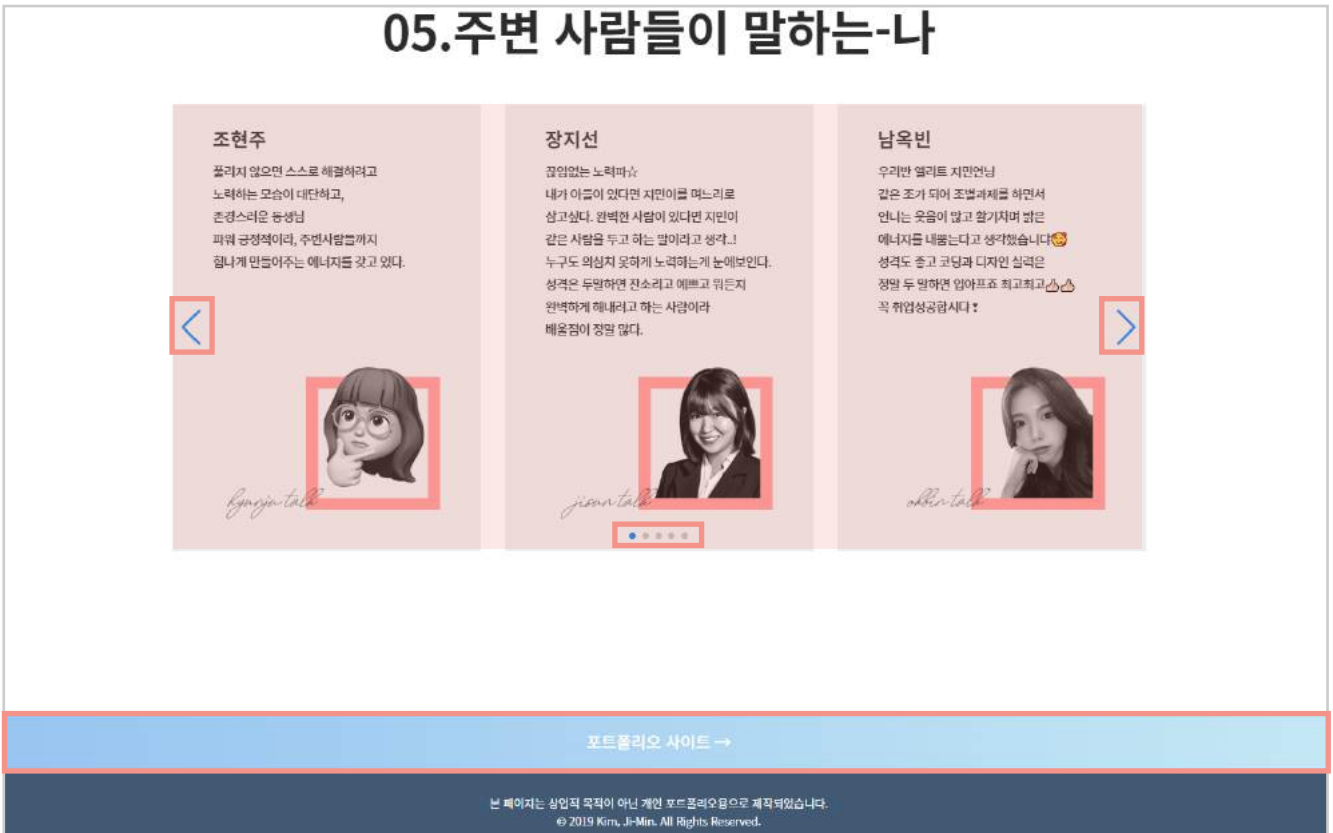 05.주변 사람들이 말하는-나
조현주
풀리지 않으면 스스로 해결하려고
노력하는 모습이 대단하고,
존경스러운 동생님
파워 긍정적이라, 주변사람들까지
힘나게 만들어주는 에너지를 갖고 있다.
hyunju talk
장지선
끊임없는 노력파☆
내가 아들이 있다면 지민이를 며느리로
삼고싶다. 완벽한 사람이 있다면 지민이
같은 사람을 두고 하는 말이라고 생각..!
누구도 의심치 못하게 노력하는게 눈에보인다.
성격은 두말하면 잔소리고 예쁘고 뭐든지
완벽하게 해내려고 하는 사람이라
배울점이 정말 많다.
jisun talk
남옥빈
우리반 엘리트 지민언닝
같은 조가 되어 조별과제를 하면서
언니는 웃음이 많고 활기차며 밝은
에너지를 내뿜는다고 생각했습니다🥰
성격도 좋고 코딩과 디자인 실력은
정말 두 말하면 입아프죠 최고최고👍👍
꼭 취업성공합시다❢
okbin talk
포트폴리오 사이트 →
본 페이지는 상업적 목적이 아닌 개인 포트폴리오용으로 제작되었습니다.
© 2019 Kim, Ji-Min. All Rights Reserved.